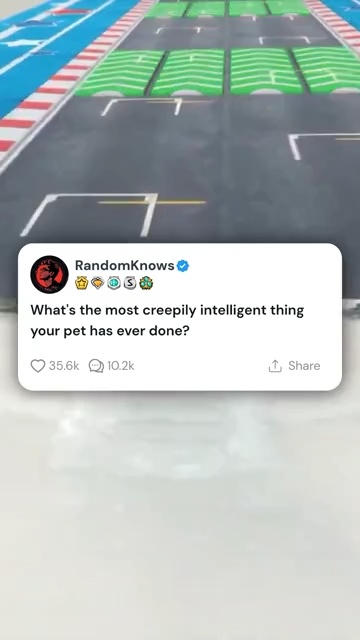 RandomKnows
What's the most creepily intelligent thing
your pet has ever done?
35.6k 10.2k Share